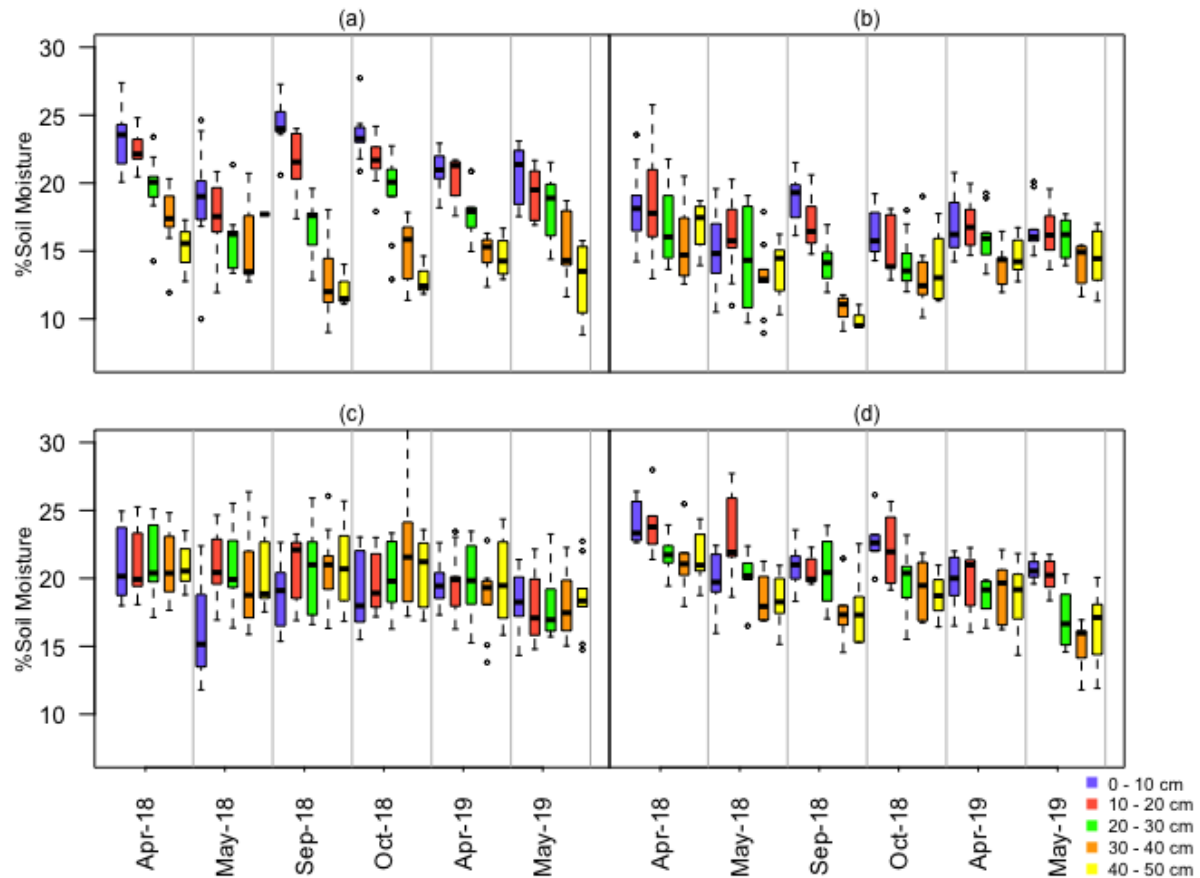 (a)
(b)
%Soil Moisture
30
25
20
15
10
(c)
(d)
%Soil Moisture
30
25
20
15
10
Apr-18
May-18
Sep-18
Oct-18
Apr-19
May-19
Apr-18
May-18
Sep-18
Oct-18
Apr-19
May-19
0 - 10 cm
10 - 20 cm
20 - 30 cm
30 - 40 cm
40 - 50 cm